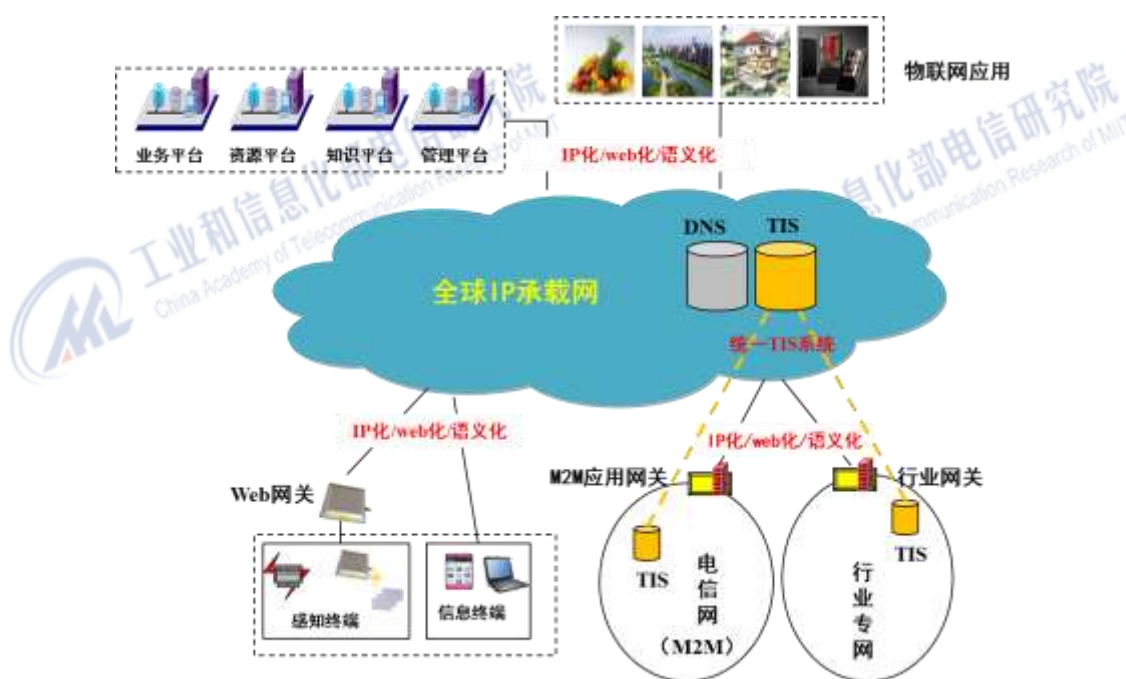 物联网应用
业务平台
资源平台
知识平台
管理平台
IP化/web化/语义化
工业和信息化部电信研究院
China Academy of Telecommunication Research of MIIT
DNS
TIS
全球IP承载网
统一TIS系统
IP化/web化/语义化
IP化/web化/语义化
Web网关
M2M应用网关
行业网关
感知终端
信息终端
TIS
电信网
(M2M)
TIS
行业专网